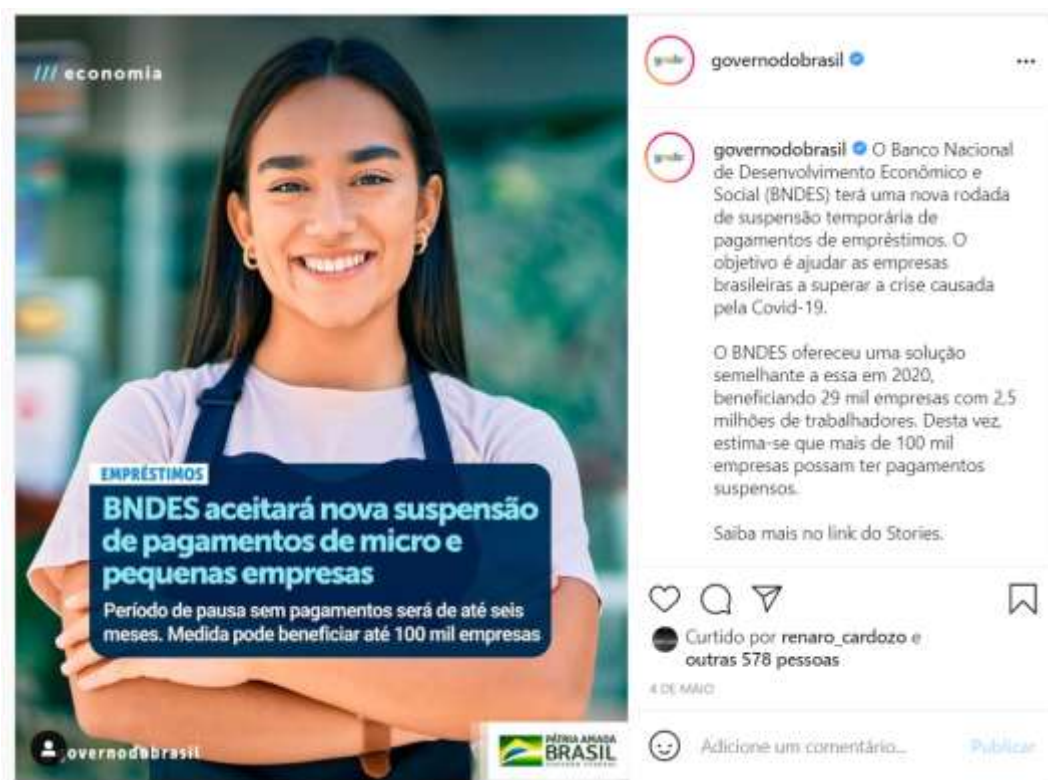 /// economia
EMPRÉSTIMOS
BNDES aceitará nova suspensão
de pagamentos de micro e
pequenas empresas
Período de pausa sem pagamentos será de até seis
meses. Medida pode beneficiar até 100 mil empresas
overnodobrasil
PÁTRIA AMADA
BRASIL
GOVERNO FEDERAL
governodobrasil
governodobrasil O Banco Nacional
de Desenvolvimento Econômico e
Social (BNDES) terá uma nova rodada
de suspensão temporária de
pagamentos de empréstimos. O
objetivo é ajudar as empresas
brasileiras a superar a crise causada
pela Covid-19.
O BNDES ofereceu uma solução
semelhante a essa em 2020,
beneficiando 29 mil empresas com 2,5
milhões de trabalhadores. Desta vez,
estima-se que mais de 100 mil
empresas possam ter pagamentos
suspensos.
Saiba mais no link do Stories.
Curtido por renaro_cardozo e
outras 578 pessoas
4 DE MAIO
Adicione um comentário... Publicar